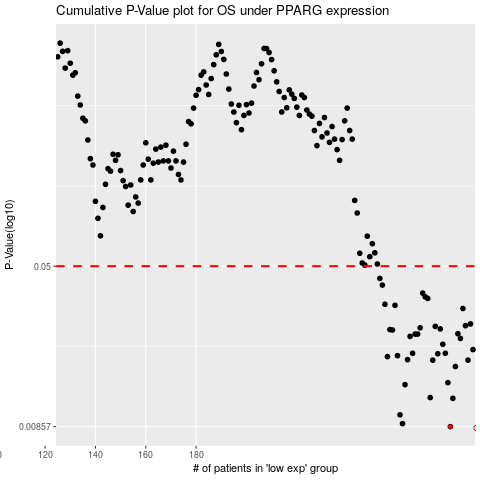 Cumulative P-Value plot for OS under PPARG expression
P-Value(log10)
0.05
0.00857
120 140 160 180
# of patients in 'low exp' group